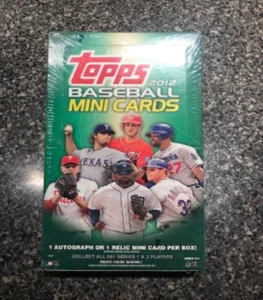 topps
2012
BASEBALL
MINI CARDS
TEXAS
1 AUTOGRAPH OR 1 RELIC MINI CARD PER BOX!
COLLECT ALL 661 SERIES 1 & 2 PLAYERS